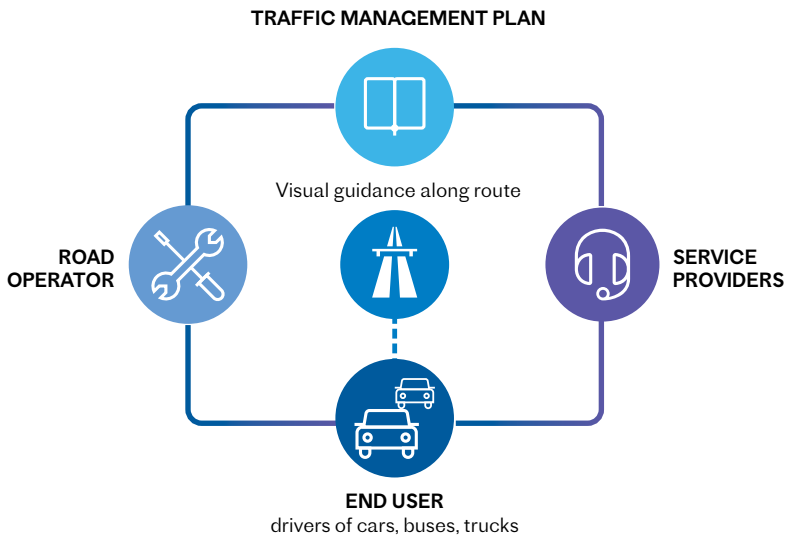 TRAFFIC MANAGEMENT PLAN
Visual guidance along route
ROAD
OPERATOR
SERVICE
PROVIDERS
END USER
drivers of cars, buses, trucks